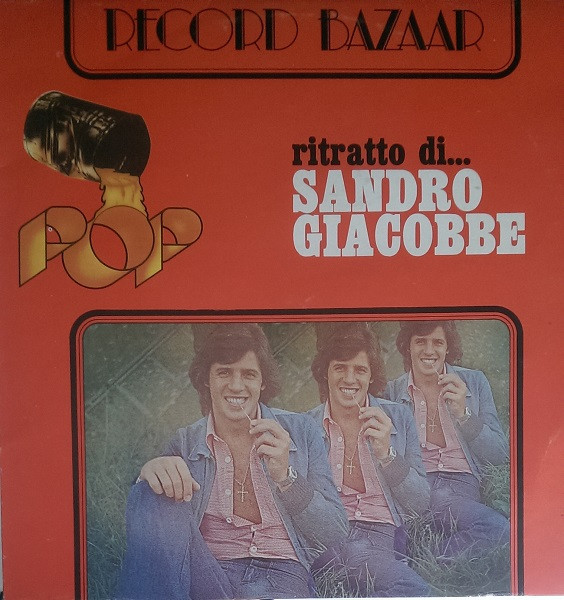 RECORD BAZAAR
ritratto di...
SANDRO
GIACOBBE
POP